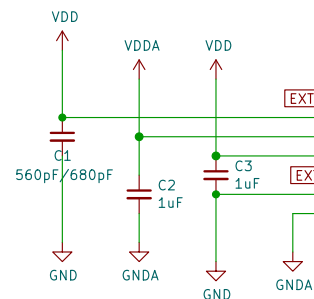 VDD
VDDA VDD
EXT
C1
560pF/680pF
C2
1uF
C3
1uF
EXT
GND
GNDA
GND
GNDA